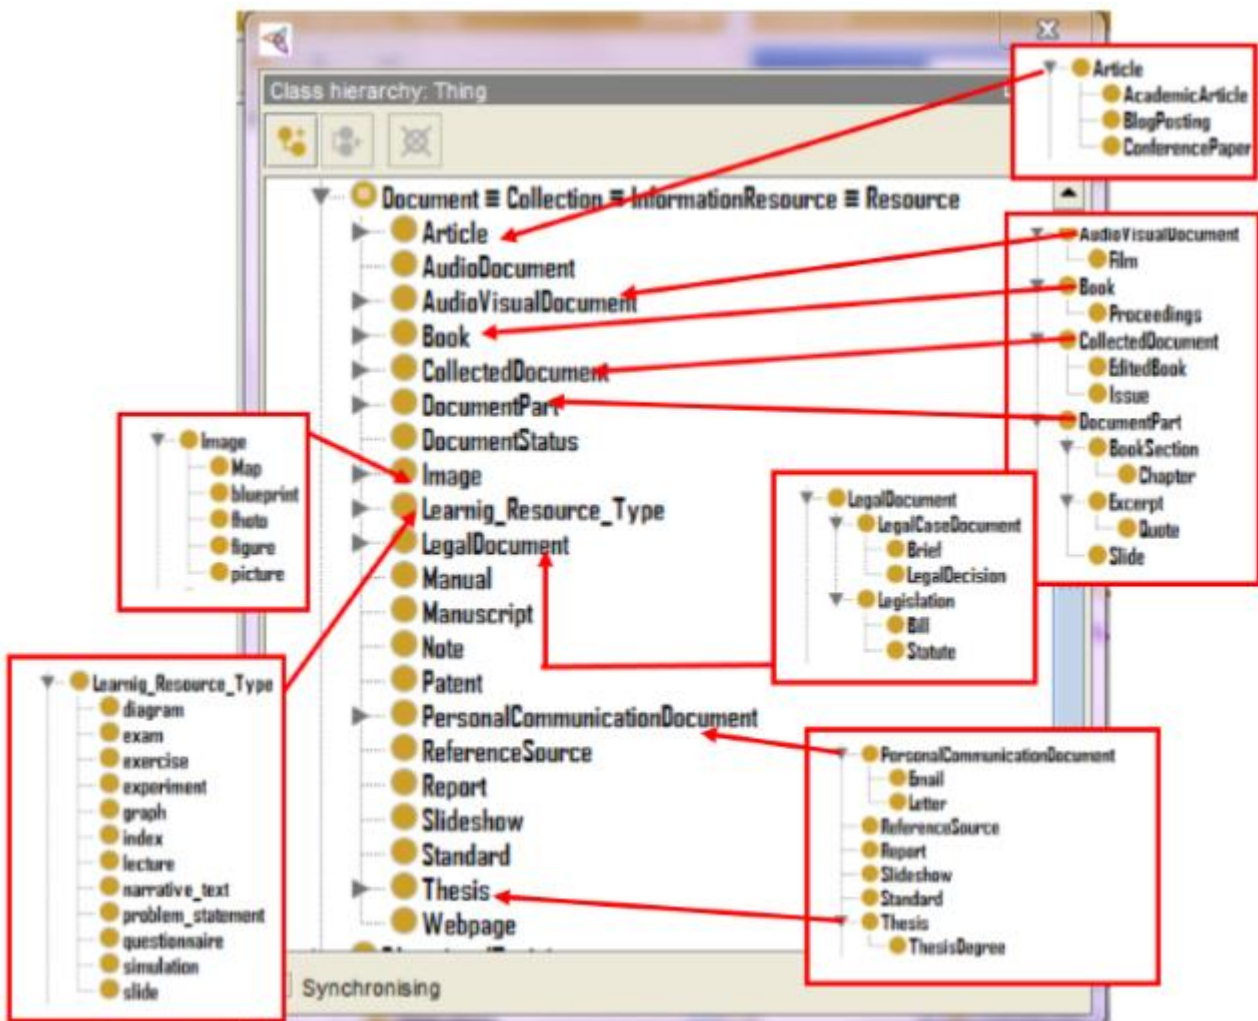 Class hierarchy: Thing
Document ≡ Collection ≡ InformationResource ≡ Resource
Article
AudioDocument
AudioVisualDocument
Book
CollectedDocument
DocumentPart
DocumentStatus
Image
Learnig_Resource_Type
LegalDocument
Manual
Manuscript
Note
Patent
PersonalCommunicationDocument
ReferenceSource
Report
Slideshow
Standard
Thesis
Webpage
Synchronising
Article
AcademicArticle
BlogPosting
ConferencePaper
AudioVisualDocument
Film
Book
Proceedings
CollectedDocument
EditedBook
Issue
DocumentPart
BookSection
Chapter
Excerpt
Quote
Slide
Image
Map
blueprint
fhoto
figure
picture
LegalDocument
LegalCaseDocument
Brief
LegalDecision
Legislation
Bill
Statute
Learnig_Resource_Type
diagram
exam
exercise
experiment
graph
index
lecture
narrative_text
problem_statement
questionnaire
simulation
slide
PersonalCommunicationDocument
Email
Letter
ReferenceSource
Report
Slideshow
Standard
Thesis
ThesisDegree